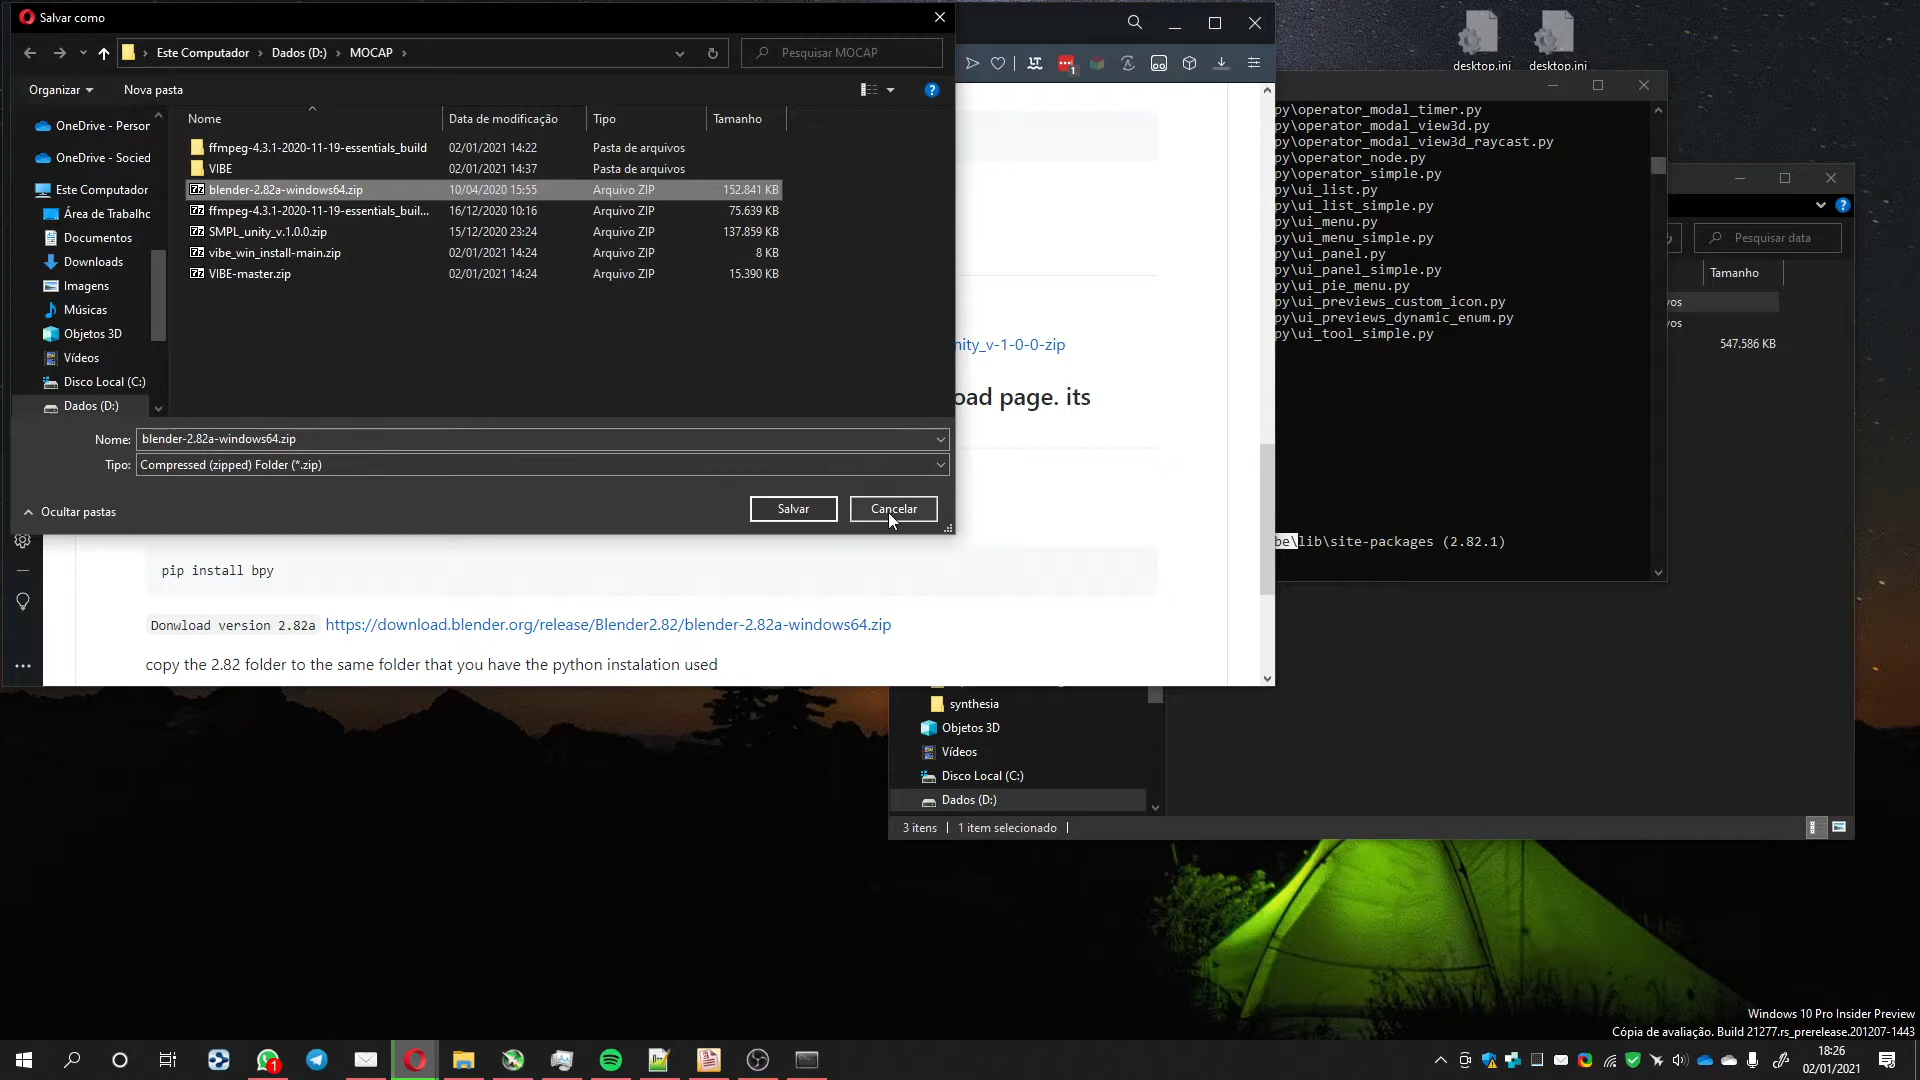 Salvar como
Este Computador
Dados (D:)
MOCAP
Pesquisar MOCAP
Organizar
Nova pasta
Nome
Data de modificação
Tipo
Tamanho
OneDrive - Person
OneDrive - Socied
Este Computador
Área de Trabalho
Documentos
Downloads
Imagens
Músicas
Objetos 3D
Vídeos
Disco Local (C:)
Dados (D:)
ffmpeg-4.3.1-2020-11-19-essentials_build 02/01/2021 14:22 Pasta de arquivos
VIBE 02/01/2021 14:37 Pasta de arquivos
blender-2.82a-windows64.zip 10/04/2020 15:55 Arquivo ZIP 152.841 KB
ffmpeg-4.3.1-2020-11-19-essentials_buil... 16/12/2020 10:16 Arquivo ZIP 75.639 KB
SMPL_unity_v.1.0.0.zip 15/12/2020 23:24 Arquivo ZIP 137.859 KB
vibe_win_install-main.zip 02/01/2021 14:24 Arquivo ZIP 8 KB
VIBE-master.zip 02/01/2021 14:24 Arquivo ZIP 15.390 KB
Nome: blender-2.82a-windows64.zip
Tipo: Compressed (zipped) Folder (*.zip)
Ocultar pastas
Salvar
Cancelar
1
nity_v-1-0-0-zip
oad page. its
pip install bpy
Donwload version 2.82a https://download.blender.org/release/Blender2.82/blender-2.82a-windows64.zip
copy the 2.82 folder to the same folder that you have the python instalation used
desktop.ini
desktop.ini
py\operator_modal_timer.py
py\operator_modal_view3d.py
py\operator_modal_view3d_raycast.py
py\operator_node.py
py\operator_simple.py
py\ui_list.py
py\ui_list_simple.py
py\ui_menu.py
py\ui_menu_simple.py
py\ui_panel.py
py\ui_panel_simple.py
py\ui_pie_menu.py
py\ui_previews_custom_icon.py
py\ui_previews_dynamic_enum.py
py\ui_tool_simple.py
be\lib\site-packages (2.82.1)
Pesquisar data
Tamanho
vos
vos
547.586 KB
synthesia
Objetos 3D
Vídeos
Disco Local (C:)
Dados (D:)
3 itens
1 item selecionado
Windows 10 Pro Insider Preview
Cópia de avaliação. Build 21277.rs_prerelease.201207-1443
1
18:26
02/01/2021